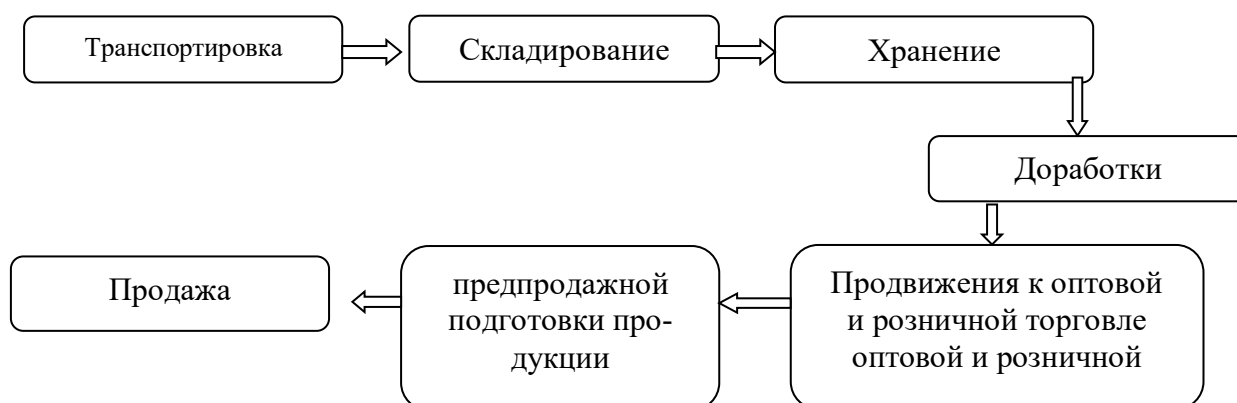 Транспортировка
Складирование
Хранение
Доработки
Продвижения к оптовой
и розничной торговле
оптовой и розничной
предпродажной
подготовки про-
дукции
Продажа